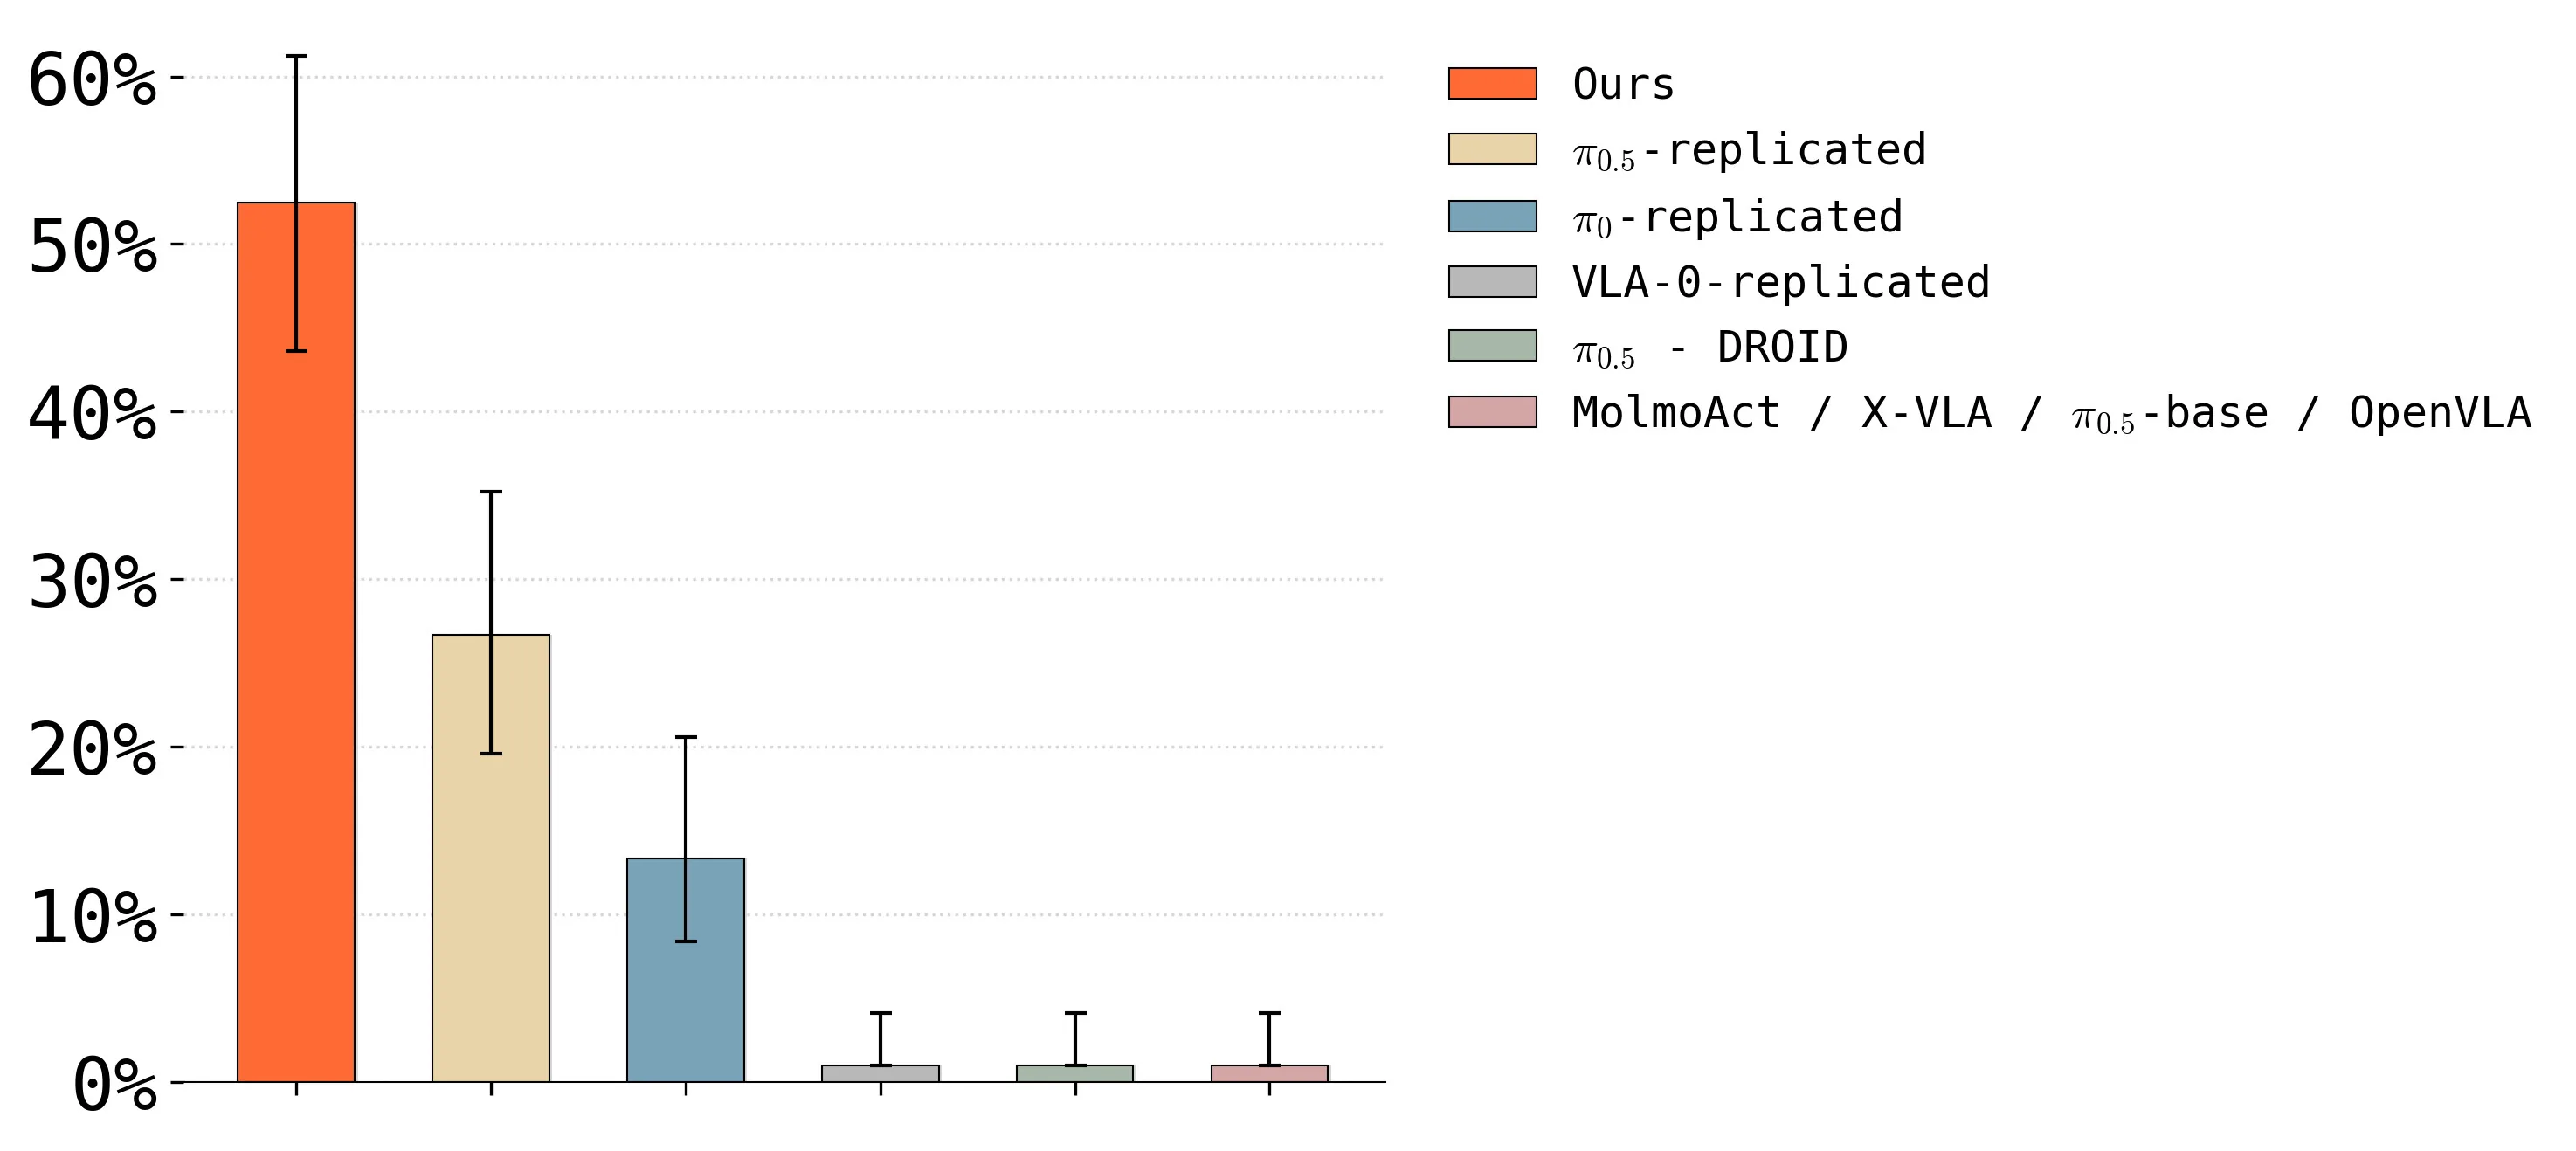 60%
50%
40%
30%
20%
10%
0%
Ours
π0.5-replicated
π0-replicated
VLA-0-replicated
π0.5 - DROID
MolmoAct / X-VLA / π0.5-base / OpenVLA